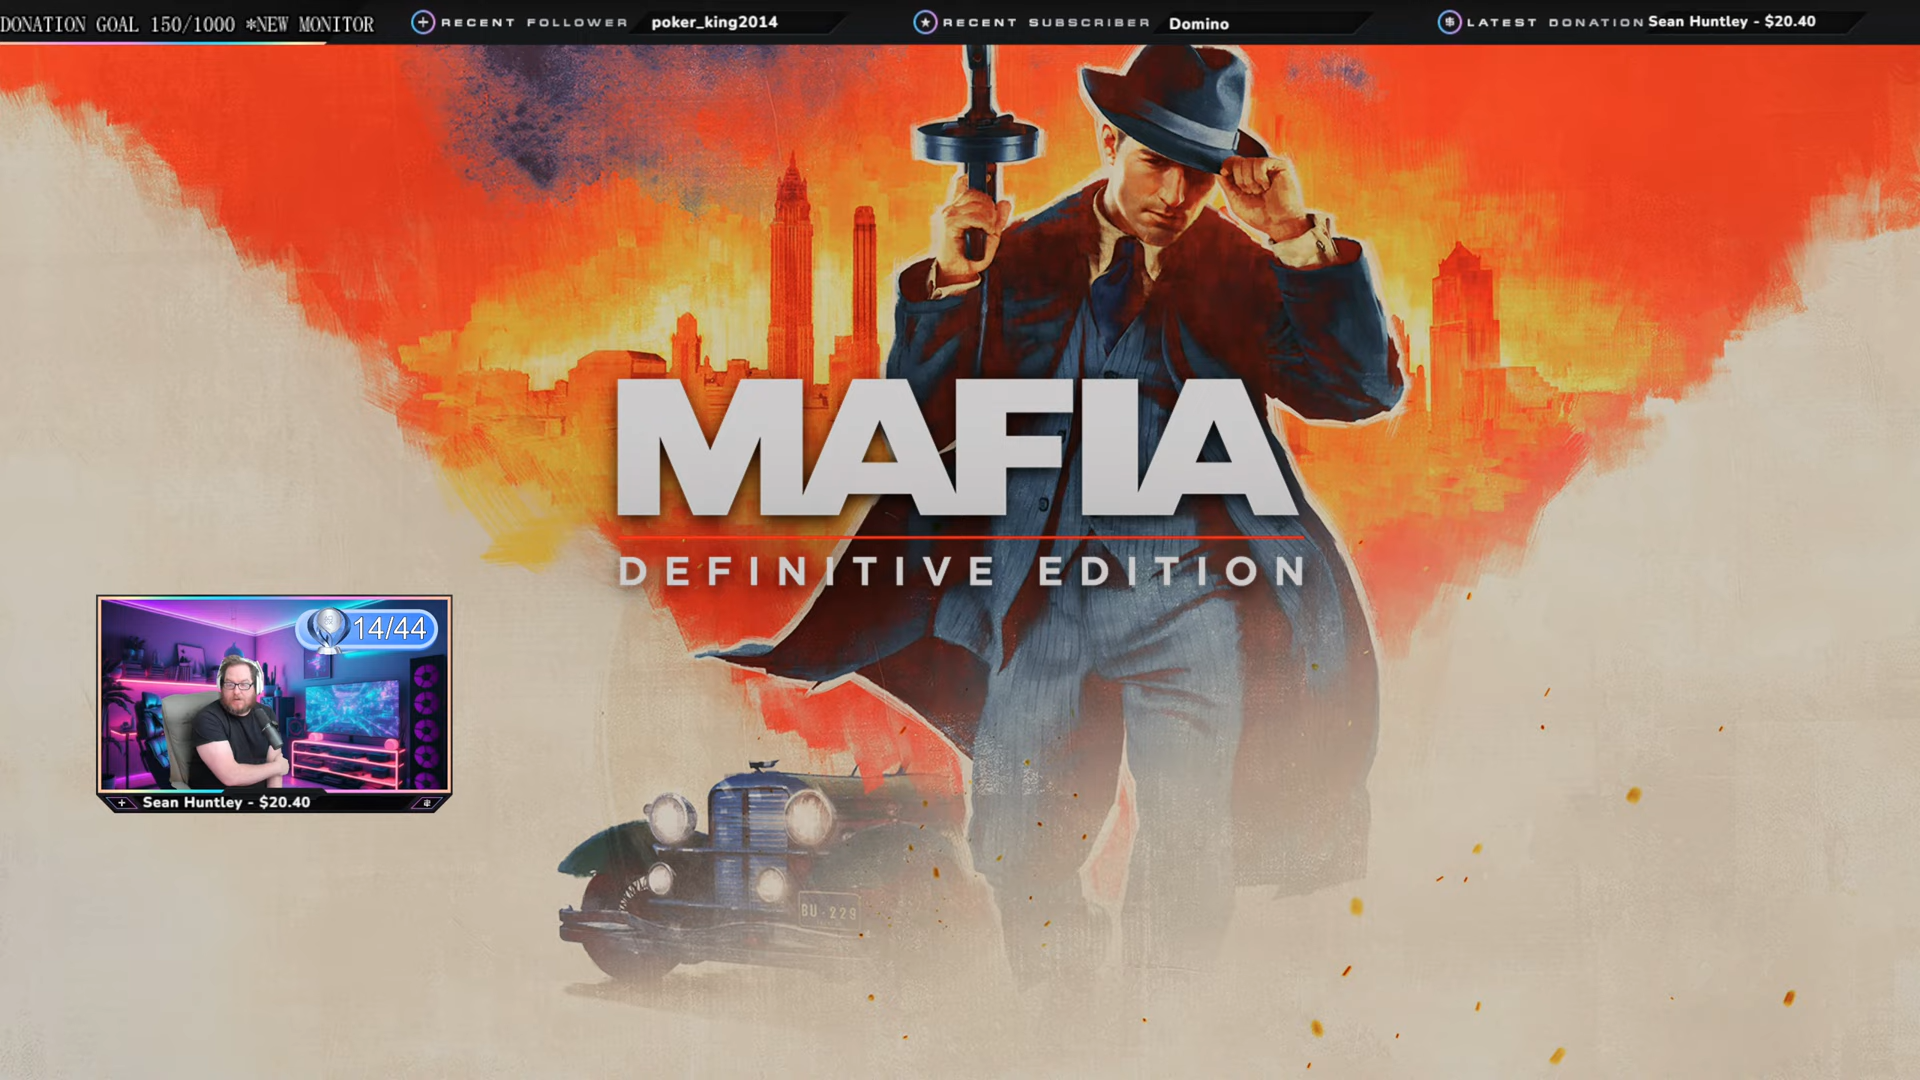 DONATION GOAL 150/1000 *NEW MONITOR
RECENT FOLLOWER poker_king2014
RECENT SUBSCRIBER Domino
LATEST DONATION Sean Huntley - $20.40
MAFIA
DEFINITIVE EDITION
14/44
Sean Huntley - $20.40
BU-229